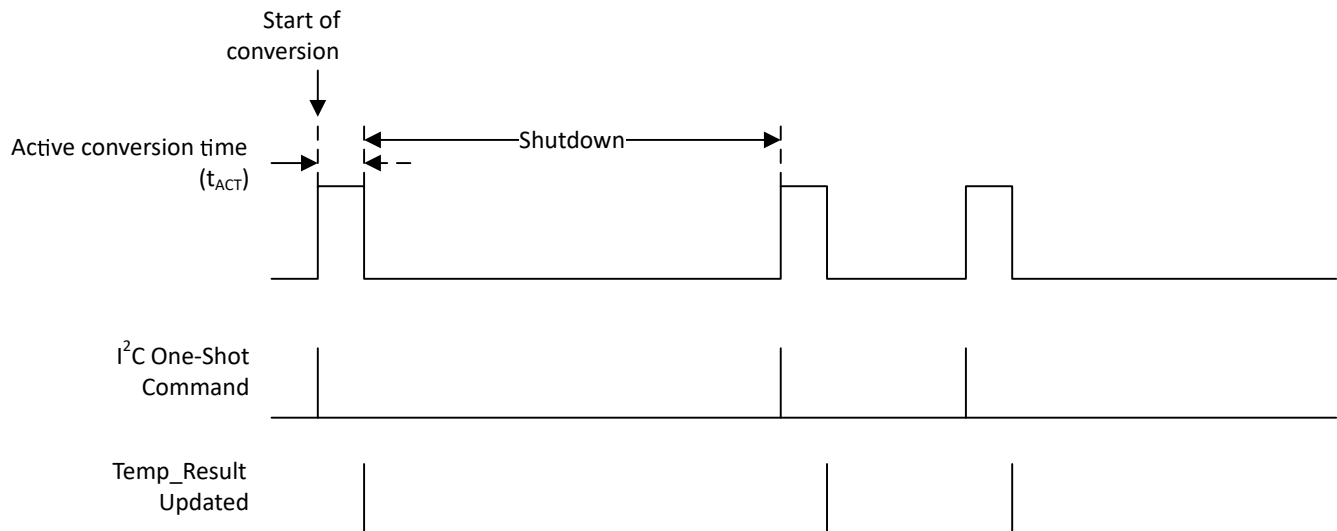 Start of
conversion
Active conversion time
(tACT)
Shutdown
I²C One-Shot
Command
Temp_Result
Updated